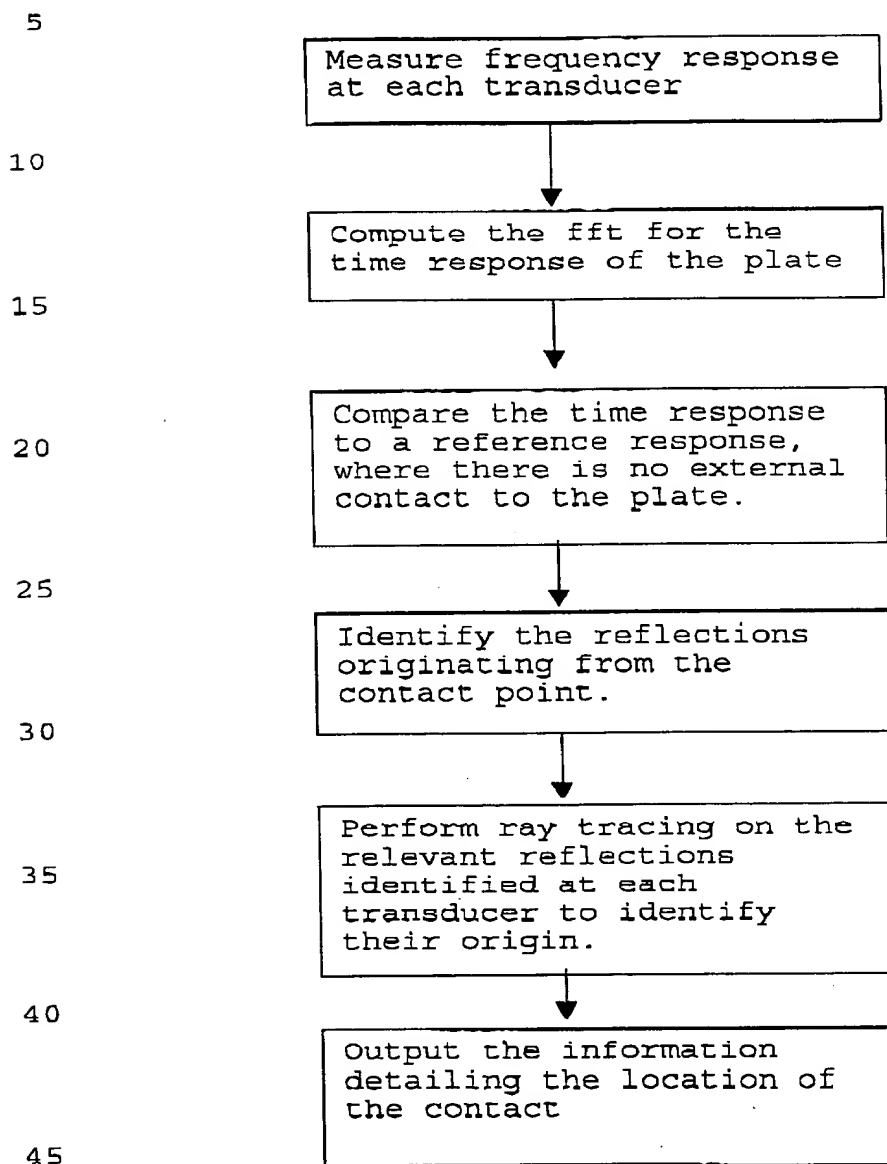 5
Measure frequency response
at each transducer
10
Compute the fft for the
time response of the plate
15
Compare the time response
to a reference response,
20
where there is no external
contact to the plate.
25
Identify the reflections
originating from the
contact point.
30
Perform ray tracing on the
relevant reflections
35
identified at each
transducer to identify
their origin.
40
Output the information
detailing the location of
the contact
45